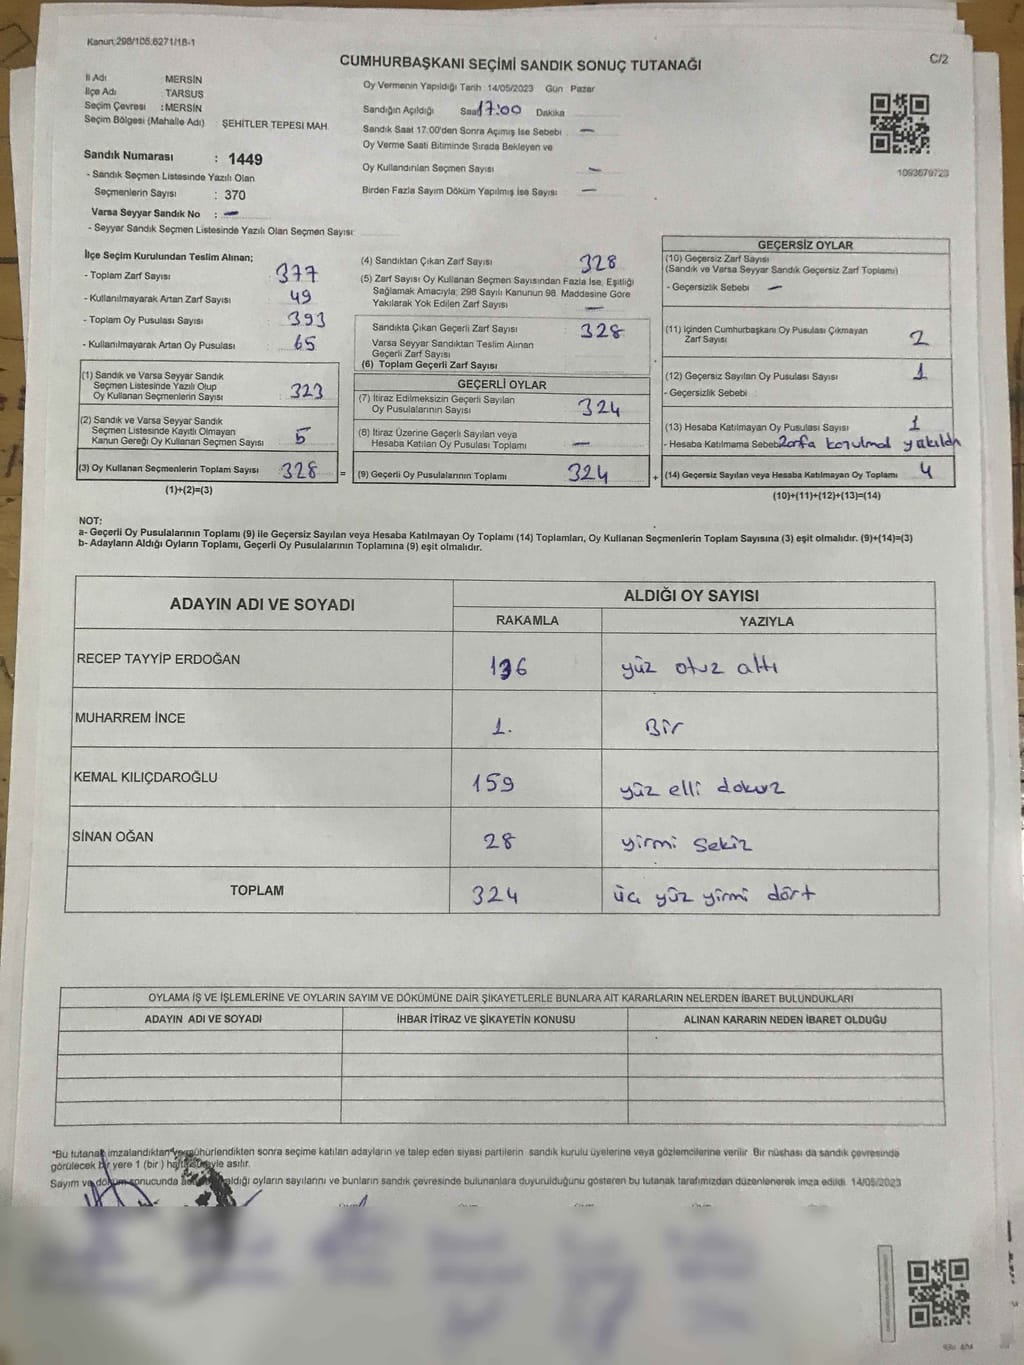 Kanun:298/105.6271/18-1
C/2
CUMHURBAŞKANI SEÇİMİ SANDIK SONUÇ TUTANAĞI
İl Adı MERSİN
İlçe Adı TARSUS
Seçim Çevresi : MERSİN
Seçim Bölgesi (Mahalle Adı) ŞEHİTLER TEPESİ MAH.
Oy Vermenin Yapıldığı Tarih 14/05/2023 Gün Pazar
Sandığın Açıldığı Saat 17:00 Dakika
Sandık Saat 17:00'den Sonra Açımış İse Sebebi —
Oy Verme Saati Bitiminde Sırada Bekleyen ve
Oy Kullandırılan Seçmen Sayısı —
Birden Fazla Sayım Döküm Yapılmış İse Sayısı —
1093679723
Sandık Numarası : 1449
- Sandık Seçmen Listesinde Yazılı Olan
Seçmenlerin Sayısı : 370
Varsa Seyyar Sandık No : —
- Seyyar Sandık Seçmen Listesinde Yazılı Olan Seçmen Sayısı
İlçe Seçim Kurulundan Teslim Alınan;
- Toplam Zarf Sayısı 377
- Kullanılmayarak Artan Zarf Sayısı 49
- Toplam Oy Pusulası Sayısı 393
- Kullanılmayarak Artan Oy Pusulası 65
(1) Sandık ve Varsa Seyyar Sandık
Seçmen Listesinde Yazılı Olup
Oy Kullanan Seçmenlerin Sayısı 323
(2) Sandık ve Varsa Seyyar Sandık
Seçmen Listesinde Kayıtlı Olmayan
Kanun Gereği Oy Kullanan Seçmen Sayısı 5
(3) Oy Kullanan Seçmenlerin Toplam Sayısı 328 =
(1)+(2)=(3)
(4) Sandıktan Çıkan Zarf Sayısı 328
(5) Zarf Sayısı Oy Kullanan Seçmen Sayısından Fazla İse, Eşitliği
Sağlamak Amacıyla; 298 Sayılı Kanunun 98. Maddesine Göre
Yakılarak Yok Edilen Zarf Sayısı —
Sandıkta Çıkan Geçerli Zarf Sayısı 328
Varsa Seyyar Sandıktan Teslim Alınan
Geçerli Zarf Sayısı
(6) Toplam Geçerli Zarf Sayısı
GEÇERLİ OYLAR
(7) İtiraz Edilmeksizin Geçerli Sayılan
Oy Pusulalarının Sayısı 324
(8) İtiraz Üzerine Geçerli Sayılan veya
Hesaba Katılan Oy Pusulası Toplamı —
(9) Geçerli Oy Pusulalarının Toplamı 324 +
GEÇERSİZ OYLAR
(10) Geçersiz Zarf Sayısı
(Sandık ve Varsa Seyyar Sandık Geçersiz Zarf Toplamı)
- Geçersizlik Sebebi —
(11) İçinden Cumhurbaşkanı Oy Pusulası Çıkmayan
Zarf Sayısı 2
(12) Geçersiz Sayılan Oy Pusulası Sayısı 1
- Geçersizlik Sebebi
(13) Hesaba Katılmayan Oy Pusulası Sayısı 1
- Hesaba Katılmama Sebebi zarfa yakıldı
(14) Geçersiz Sayılan veya Hesaba Katılmayan Oy Toplamı 4
(10)+(11)+(12)+(13)=(14)
NOT:
a- Geçerli Oy Pusulalarının Toplamı (9) ile Geçersiz Sayılan veya Hesaba Katılmayan Oy Toplamı (14) Toplamları, Oy Kullanan Seçmenlerin Toplam Sayısına (3) eşit olmalıdır. (9)+(14)=(3)
b- Adayların Aldığı Oyların Toplamı, Geçerli Oy Pusulalarının Toplamına (9) eşit olmalıdır.
ADAYIN ADI VE SOYADI
ALDIĞI OY SAYISI
RAKAMLA YAZIYLA
RECEP TAYYİP ERDOĞAN 136 yüz otuz altı
MUHARREM İNCE 1. Bir
KEMAL KILIÇDAROĞLU 159 yüz elli dokuz
SİNAN OĞAN 28 yirmi sekiz
TOPLAM 324 üç yüz yirmi dört
OYLAMA İŞ VE İŞLEMLERİNE VE OYLARIN SAYIM VE DÖKÜMÜNE DAİR ŞİKAYETLERLE BUNLARA AİT KARARLARIN NELERDEN İBARET BULUNDUKLARI
ADAYIN ADI VE SOYADI İHBAR İTİRAZ VE ŞİKAYETİN KONUSU ALINAN KARARIN NEDEN İBARET OLDUĞU
*Bu tutanak imzalandıktan ve mühürlendikten sonra seçime katılan adayların ve talep eden siyasi partilerin sandık kurulu üyelerine veya gözlemcilerine verilir Bir nüshası da sandık çevresinde
görülecek bir yere 1 (bir) hafta süreyle asılır.
Sayım ve döküm sonucunda aldığı oyların sayılarını ve bunların sandık çevresinde bulunanlara duyurulduğunu gösteren bu tutanak tarafımızdan düzenlenerek imza edildi. 14/05/2023